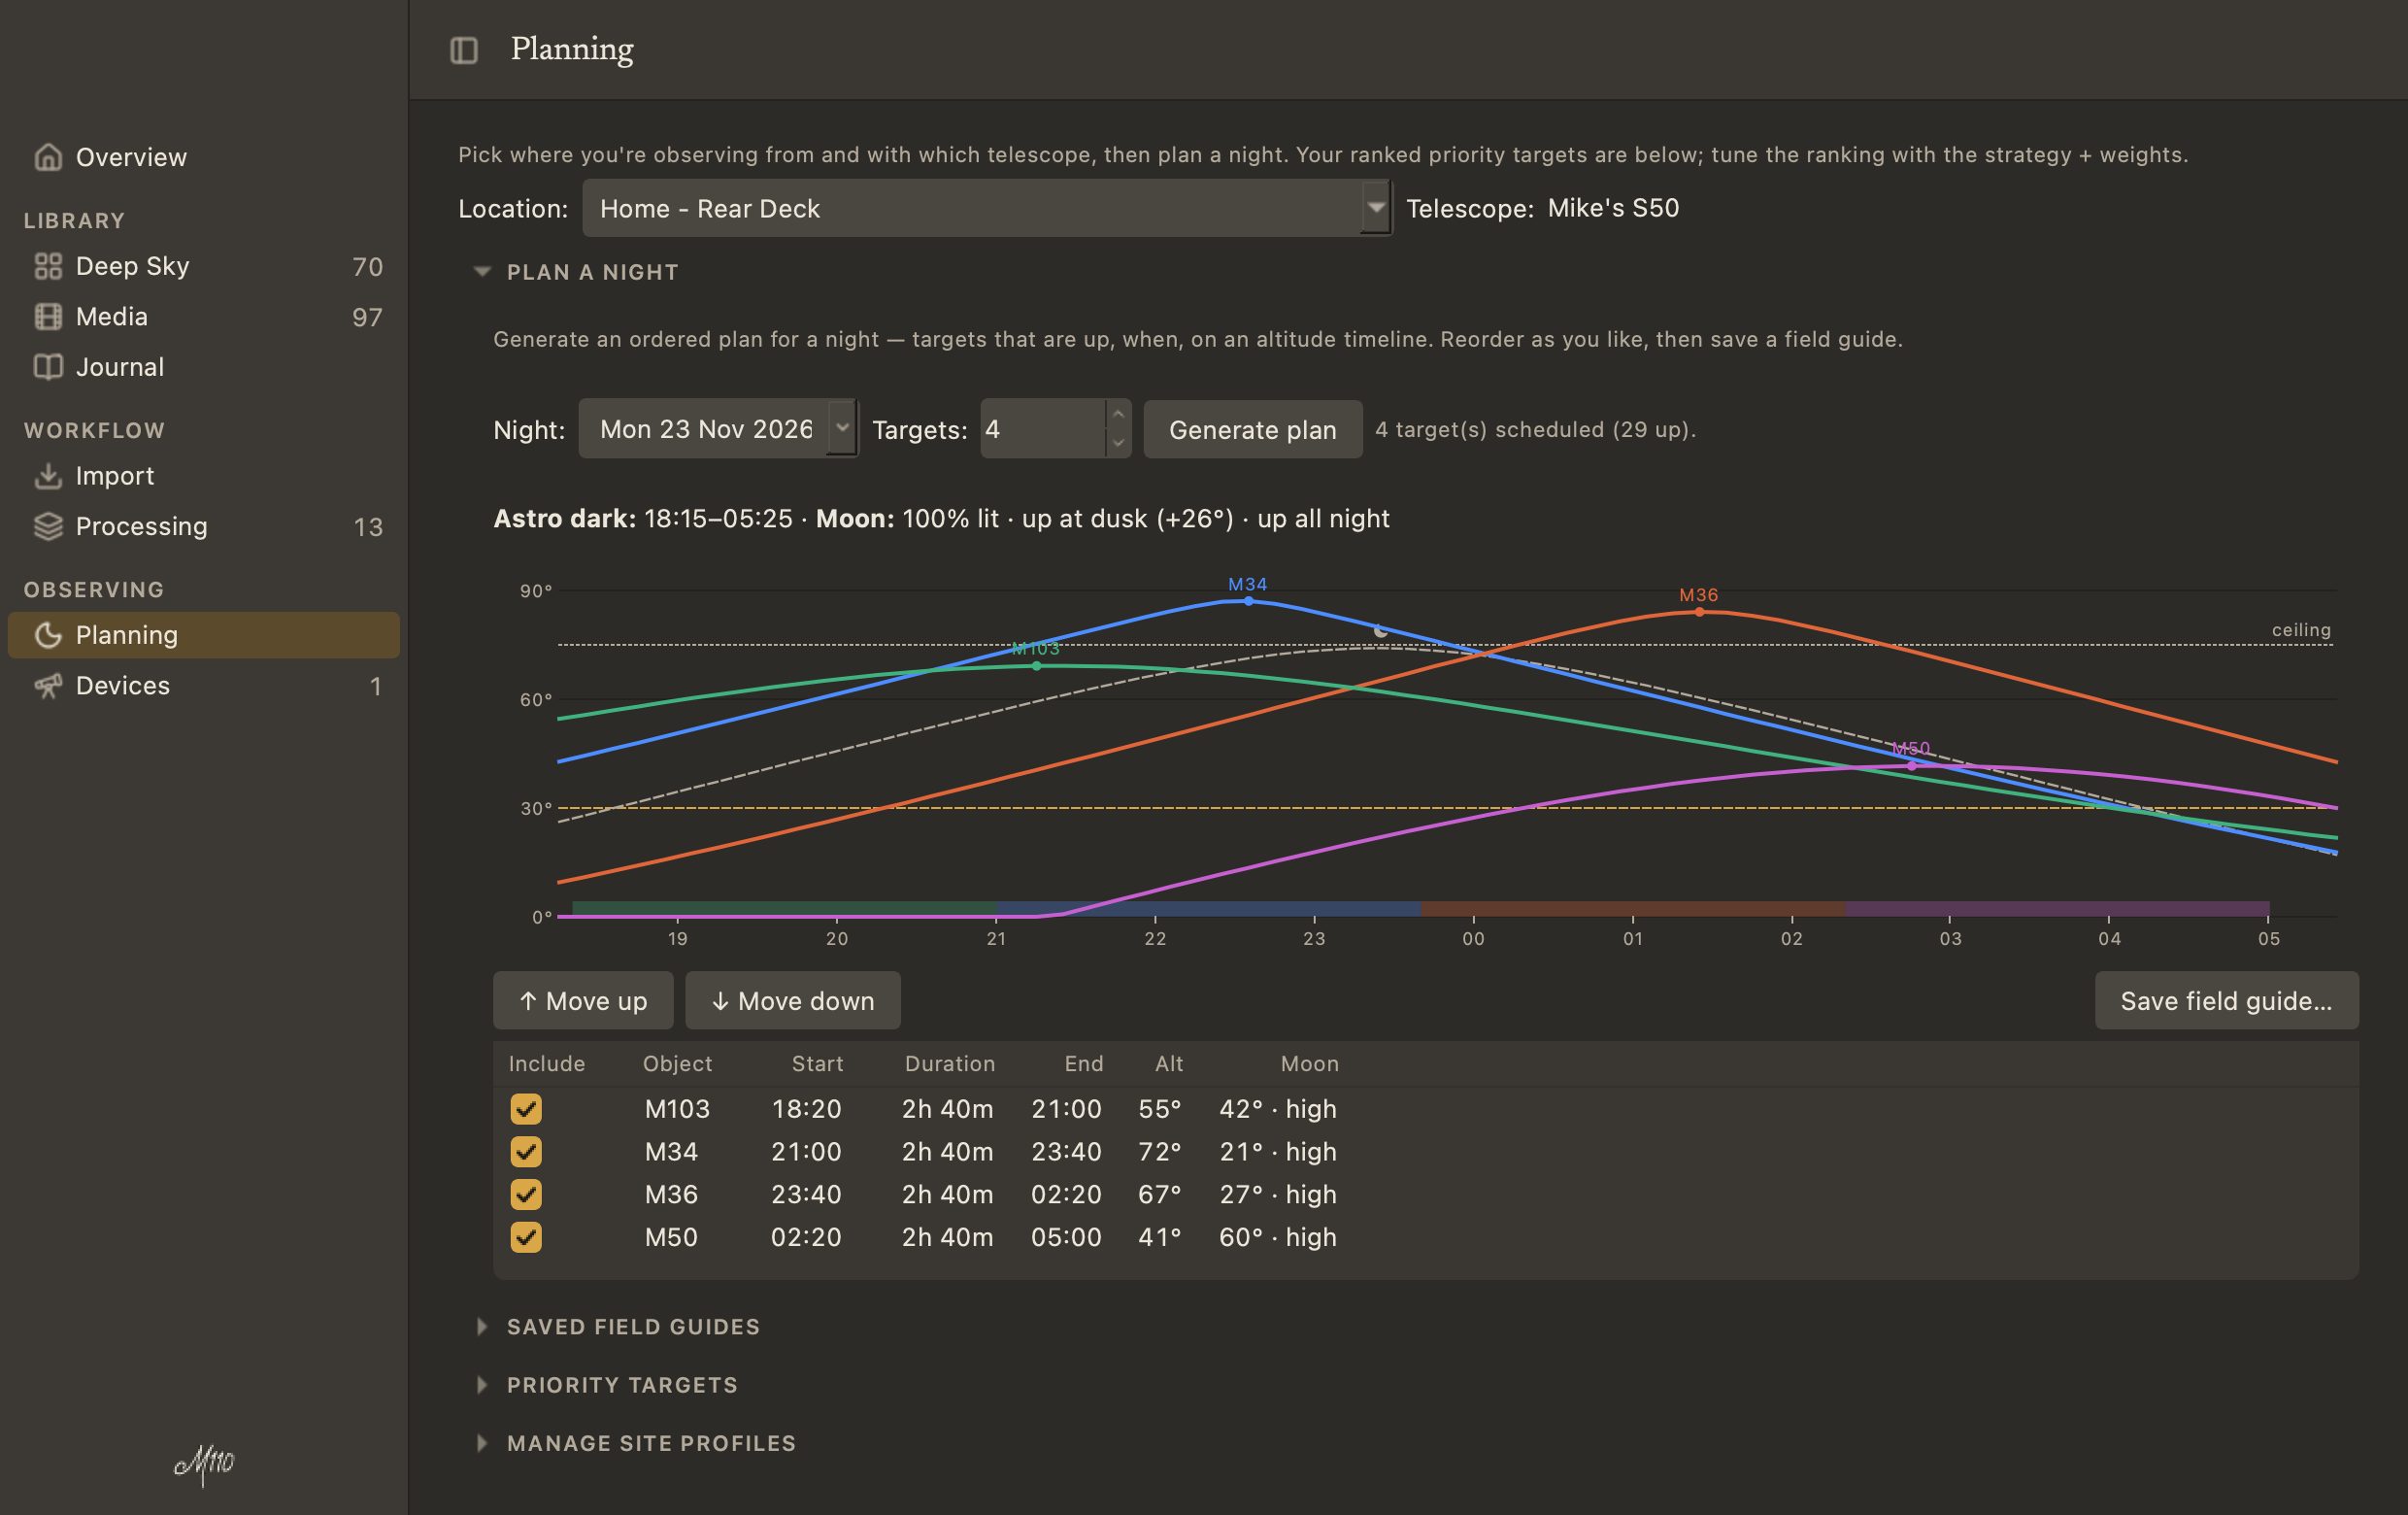 Planning
Overview
LIBRARY
Deep Sky 70
Media 97
Journal
WORKFLOW
Import
Processing 13
OBSERVING
Planning
Devices 1
M110
Pick where you're observing from and with which telescope, then plan a night. Your ranked priority targets are below; tune the ranking with the strategy + weights.
Location: Home - Rear Deck Telescope: Mike's S50
PLAN A NIGHT
Generate an ordered plan for a night — targets that are up, when, on an altitude timeline. Reorder as you like, then save a field guide.
Night: Mon 23 Nov 2026 Targets: 4 Generate plan 4 target(s) scheduled (29 up).
Astro dark: 18:15–05:25 · Moon: 100% lit · up at dusk (+26°) · up all night
90° M34 M36
ceiling
M103
60°
M50
30°
0°
19 20 21 22 23 00 01 02 03 04 05
↑ Move up ↓ Move down Save field guide...
Include Object Start Duration End Alt Moon
M103 18:20 2h 40m 21:00 55° 42° · high
M34 21:00 2h 40m 23:40 72° 21° · high
M36 23:40 2h 40m 02:20 67° 27° · high
M50 02:20 2h 40m 05:00 41° 60° · high
SAVED FIELD GUIDES
PRIORITY TARGETS
MANAGE SITE PROFILES